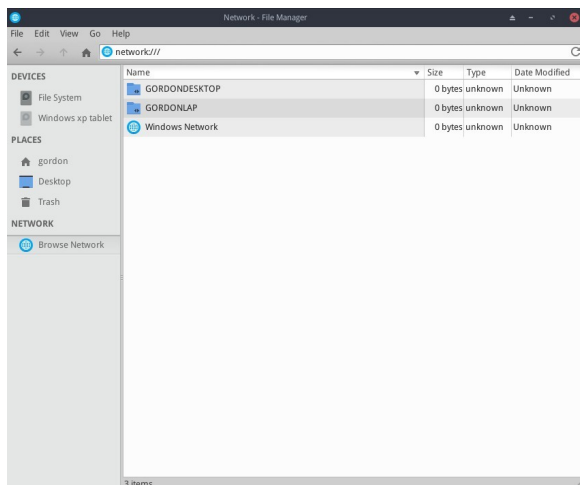 Network - File Manager
File Edit View Go Help
network:///
DEVICES
File System
Windows xp tablet
PLACES
gordon
Desktop
Trash
NETWORK
Browse Network
Name Size Type Date Modified
GORDONDESKTOP 0 bytes unknown Unknown
GORDONLAP 0 bytes unknown Unknown
Windows Network 0 bytes unknown Unknown
3 items